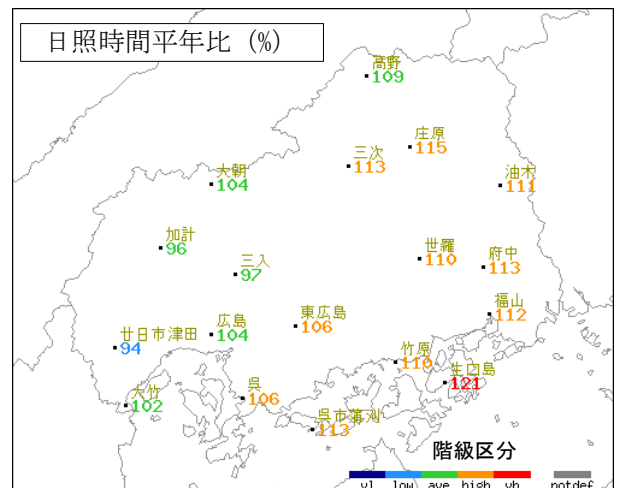 日照時間平年比 (%)
高野
109
庄原
115
三次
113
大朝
104
油木
111
加計
96
三入
97
世羅
110
府中
113
福山
112
東広島
106
広島
104
廿日市津田
94
竹原
110
生口島
121
大竹
102
呉
106
呉市蒲刈
113
階級区分
vl low ave high vh notdef